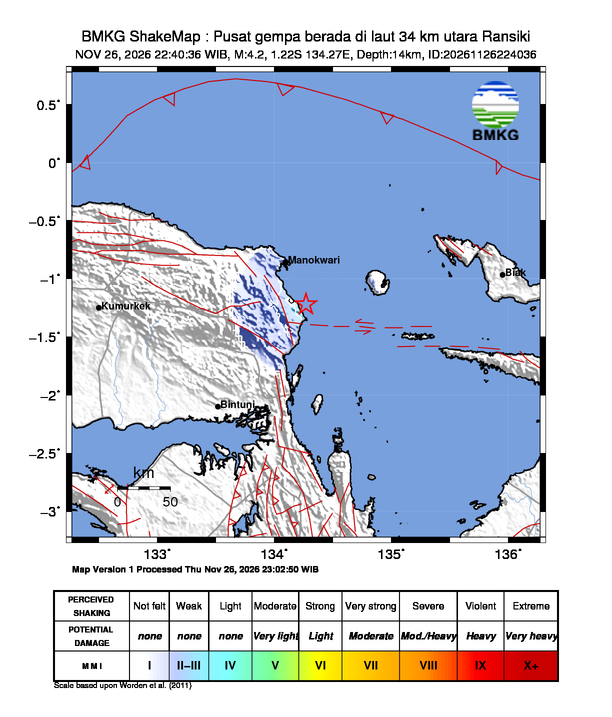 BMKG ShakeMap : Pusat gempa berada di laut 34 km utara Ransiki
NOV 26, 2026 22:40:36 WIB, M:4.2, 1.22S 134.27E, Depth:14km, ID:20261126224036
BMKG
0.5°
0°
−0.5°
−1°
−1.5°
−2°
−2.5°
−3°
Manokwari
Biak
Kumurkek
Bintuni
km
0 50
133° 134° 135° 136°
Map Version 1 Processed Thu Nov 26, 2026 23:02:50 WIB
PERCEIVED SHAKING Not felt Weak Light Moderate Strong Very strong Severe Violent Extreme
POTENTIAL DAMAGE none none none Very light Light Moderate Mod./Heavy Heavy Very heavy
MMI I II–III IV V VI VII VIII IX X+
Scale based upon Worden et al. (2011)